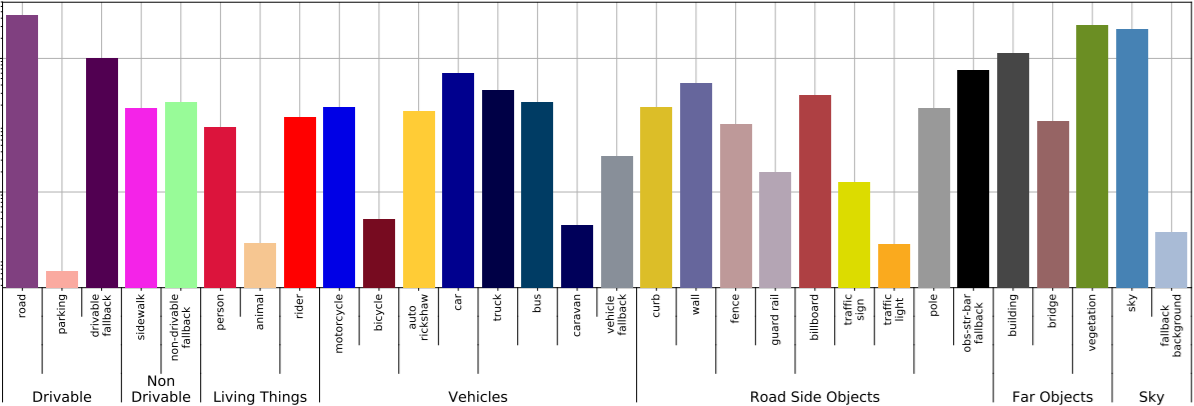 road
parking
drivable
fallback
sidewalk
non-drivable
fallback
person
animal
rider
motorcycle
bicycle
auto
rickshaw
car
truck
bus
caravan
vehicle
fallback
curb
wall
fence
guard rail
billboard
traffic
sign
traffic
light
pole
obs-str-bar
fallback
building
bridge
vegetation
sky
fallback
background
Drivable
Non
Drivable
Living Things
Vehicles
Road Side Objects
Far Objects
Sky